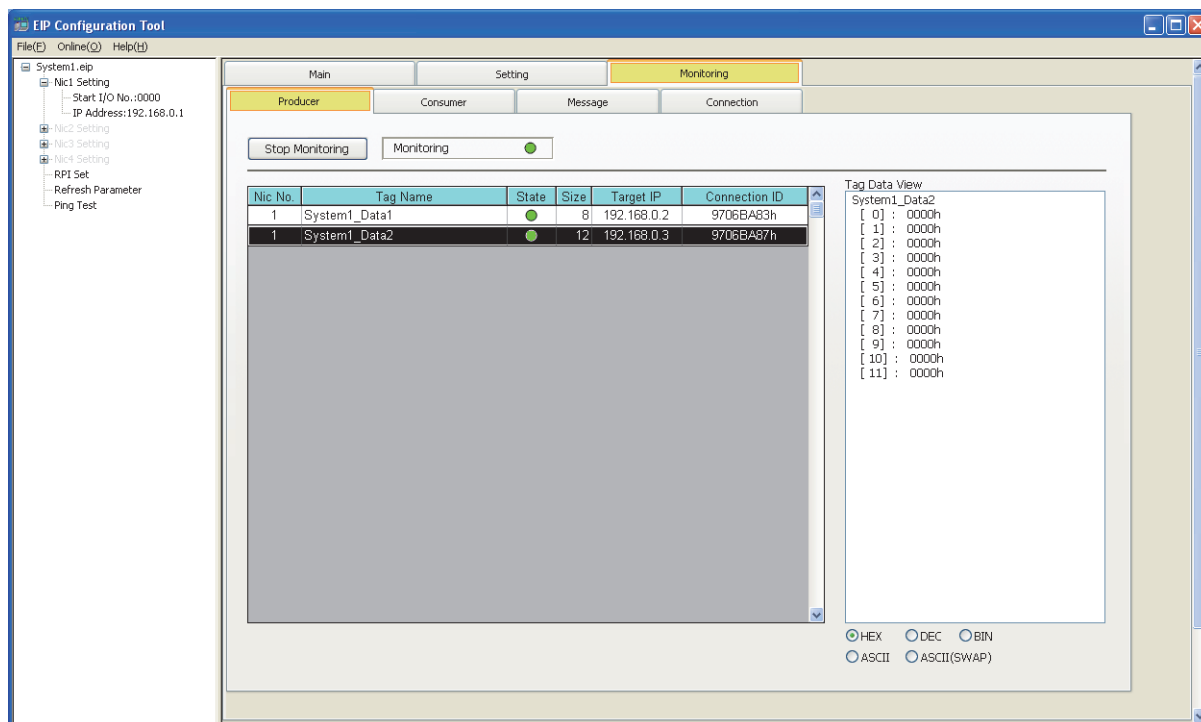 EIP Configuration Tool
File(F) Online(O) Help(H)
System1.eip
Nic1 Setting
Start I/O No.:0000
IP Address:192.168.0.1
Nic2 Setting
Nic3 Setting
Nic4 Setting
RPI Set
Refresh Parameter
Ping Test
Main Setting Monitoring
Producer Consumer Message Connection
Stop Monitoring Monitoring
Nic No. Tag Name State Size Target IP Connection ID
1 System1_Data1 8 192.168.0.2 9706BA83h
1 System1_Data2 12 192.168.0.3 9706BA87h
Tag Data View
System1_Data2
[ 0] : 0000h
[ 1] : 0000h
[ 2] : 0000h
[ 3] : 0000h
[ 4] : 0000h
[ 5] : 0000h
[ 6] : 0000h
[ 7] : 0000h
[ 8] : 0000h
[ 9] : 0000h
[ 10] : 0000h
[ 11] : 0000h
HEX DEC BIN
ASCII ASCII(SWAP)